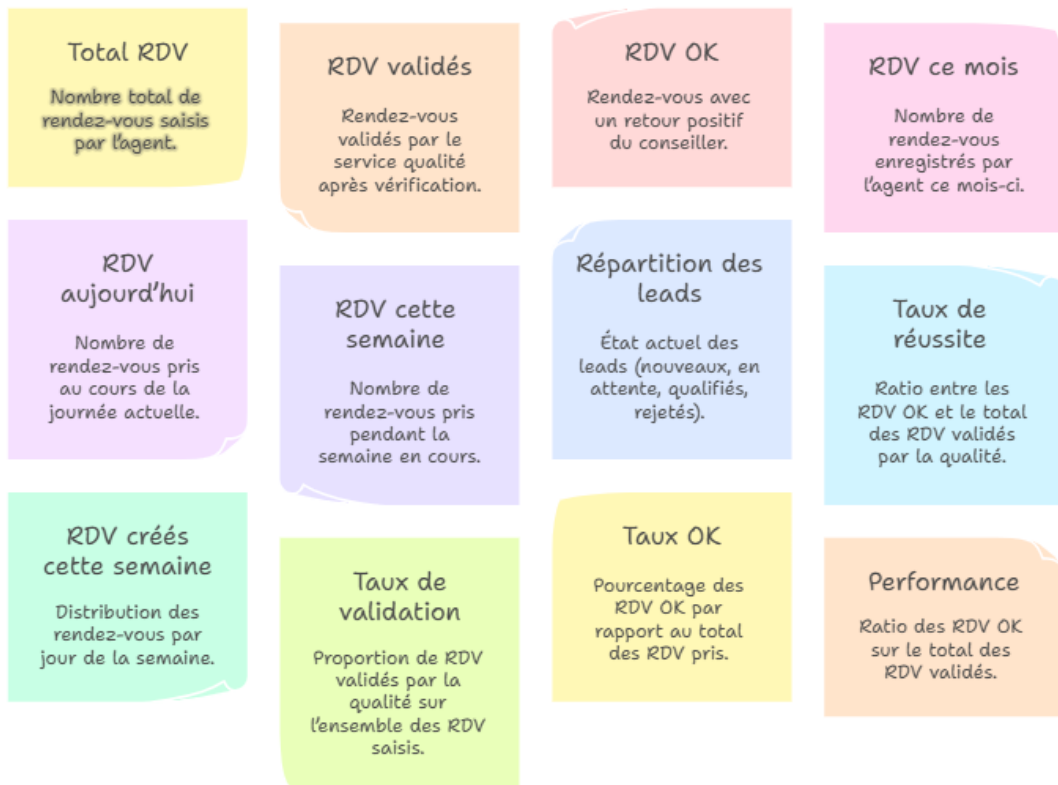 Total RDV
Nombre total de
rendez-vous saisis
par l'agent.
RDV validés
Rendez-vous
validés par le
service qualité
après vérification.
RDV OK
Rendez-vous avec
un retour positif
du conseiller.
RDV ce mois
Nombre de
rendez-vous
enregistrés par
l'agent ce mois-ci.
RDV
aujourd'hui
Nombre de
rendez-vous pris
au cours de la
journée actuelle.
RDV cette
semaine
Nombre de
rendez-vous pris
pendant la
semaine en cours.
Répartition des
leads
État actuel des
leads (nouveaux, en
attente, qualifiés,
rejetés).
Taux de
réussite
Ratio entre les
RDV OK et le total
des RDV validés
par la qualité.
RDV créés
cette semaine
Distribution des
rendez-vous par
jour de la semaine.
Taux de
validation
Proportion de RDV
validés par la
qualité sur
l'ensemble des RDV
saisis.
Taux OK
Pourcentage des
RDV OK par
rapport au total
des RDV pris.
Performance
Ratio des RDV OK
sur le total des
RDV validés.